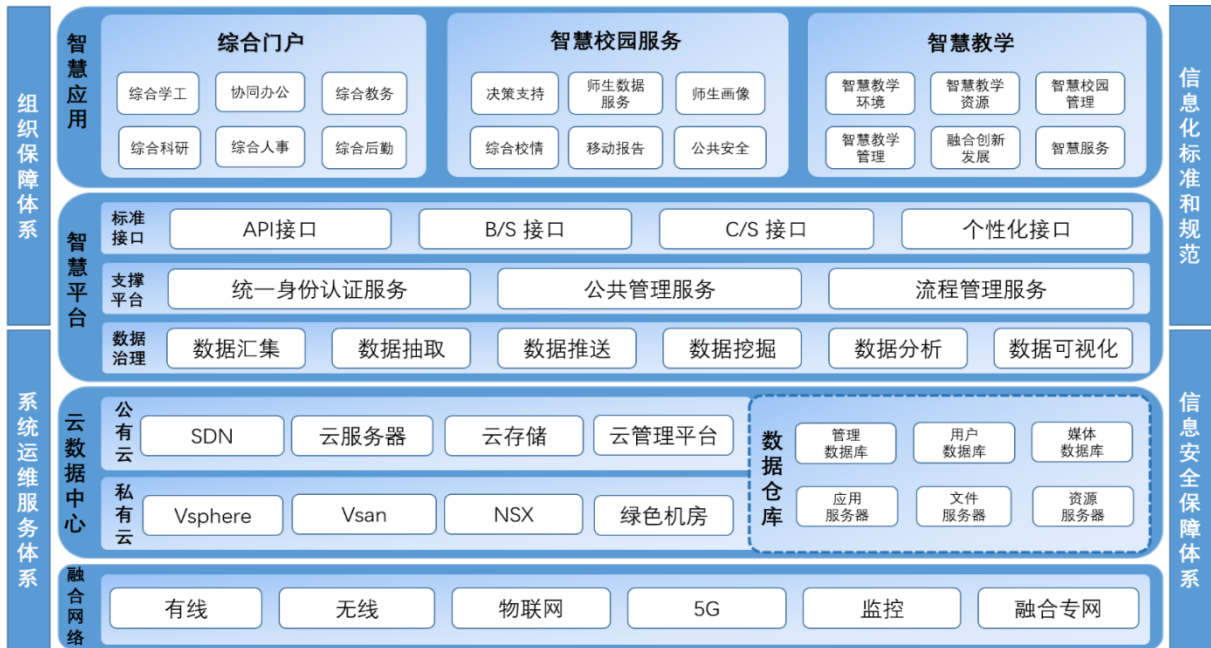 组织保障体系
系统运维服务体系
智慧应用
综合门户
综合学工
协同办公
综合教务
综合科研
综合人事
综合后勤
智慧校园服务
决策支持
师生数据
服务
师生画像
综合校情
移动报告
公共安全
智慧教学
智慧教学
环境
智慧教学
资源
智慧校园
管理
智慧教学
管理
融合创新
发展
智慧服务
智慧平台
标准
接口
API接口
B/S 接口
C/S 接口
个性化接口
支撑
平台
统一身份认证服务
公共管理服务
流程管理服务
数据
治理
数据汇集
数据抽取
数据推送
数据挖掘
数据分析
数据可视化
云数据中心
公有云
SDN
云服务器
云存储
云管理平台
私有云
Vsphere
Vsan
NSX
绿色机房
数据仓库
管理
数据库
用户
数据库
媒体
数据库
应用
服务器
文件
服务器
资源
服务器
融合网络
有线
无线
物联网
5G
监控
融合专网
信息化标准和规范
信息安全保障体系